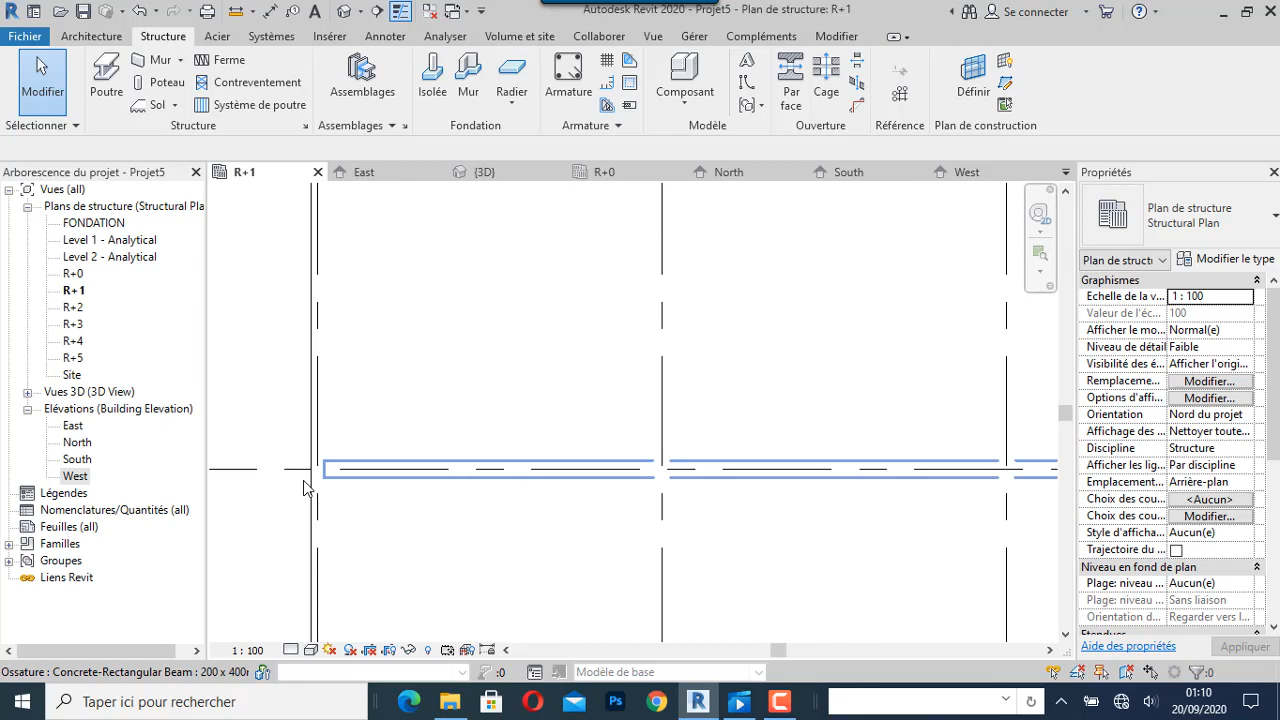 Autodesk Revit 2020 - Projet5 - Plan de structure: R+1
Se connecter
Fichier Architecture Structure Acier Systèmes Insérer Annoter Analyser Volume et site Collaborer Vue Gérer Compléments Modifier
Modifier
Poutre
Mur
Poteau
Sol
Ferme
Contreventement
Système de poutre
Assemblages
Isolée
Mur
Radier
Armature
Composant
Par face
Cage
Définir
Sélectionner Structure Assemblages Fondation Armature Modèle Ouverture Référence Plan de construction
Arborescence du projet - Projet5
R+1 East {3D} R+0 North South West
Propriétés
Vues (all)
Plans de structure (Structural Pla
FONDATION
Level 1 - Analytical
Level 2 - Analytical
R+0
R+1
R+2
R+3
R+4
R+5
Site
Vues 3D (3D View)
Elévations (Building Elevation)
East
North
South
West
Légendes
Nomenclatures/Quantités (all)
Feuilles (all)
Familles
Groupes
Liens Revit
2D
Plan de structure
Structural Plan
Plan de struct Modifier le type
Graphismes
Echelle de la v... 1 : 100
Valeur de l'éc... 100
Afficher le mo... Normal(e)
Niveau de détail Faible
Visibilité des é... Afficher l'origi...
Remplaceme... Modifier...
Options d'affi... Modifier...
Orientation Nord du projet
Affichage des ... Nettoyer toute...
Discipline Structure
Afficher les lig... Par discipline
Emplacement... Arrière-plan
Choix des cou... <Aucun>
Choix des cou... Modifier...
Style d'afficha... Aucun(e)
Trajectoire du ...
Niveau en fond de plan
Plage: niveau ... Aucun(e)
Plage: niveau ... Sans liaison
Orientation d... Regarder vers l...
Etendues
Aide des propriétés Appliquer
1 : 100
Ossature : Concrete-Rectangular Beam : 200 x 400r
:0
Modèle de base
:0
Taper ici pour rechercher
01:10
20/09/2020